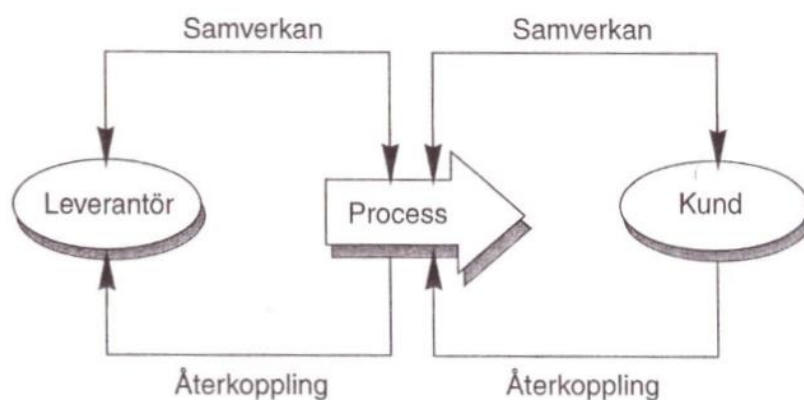 Samverkan Samverkan
Leverantör Process Kund
Återkoppling Återkoppling